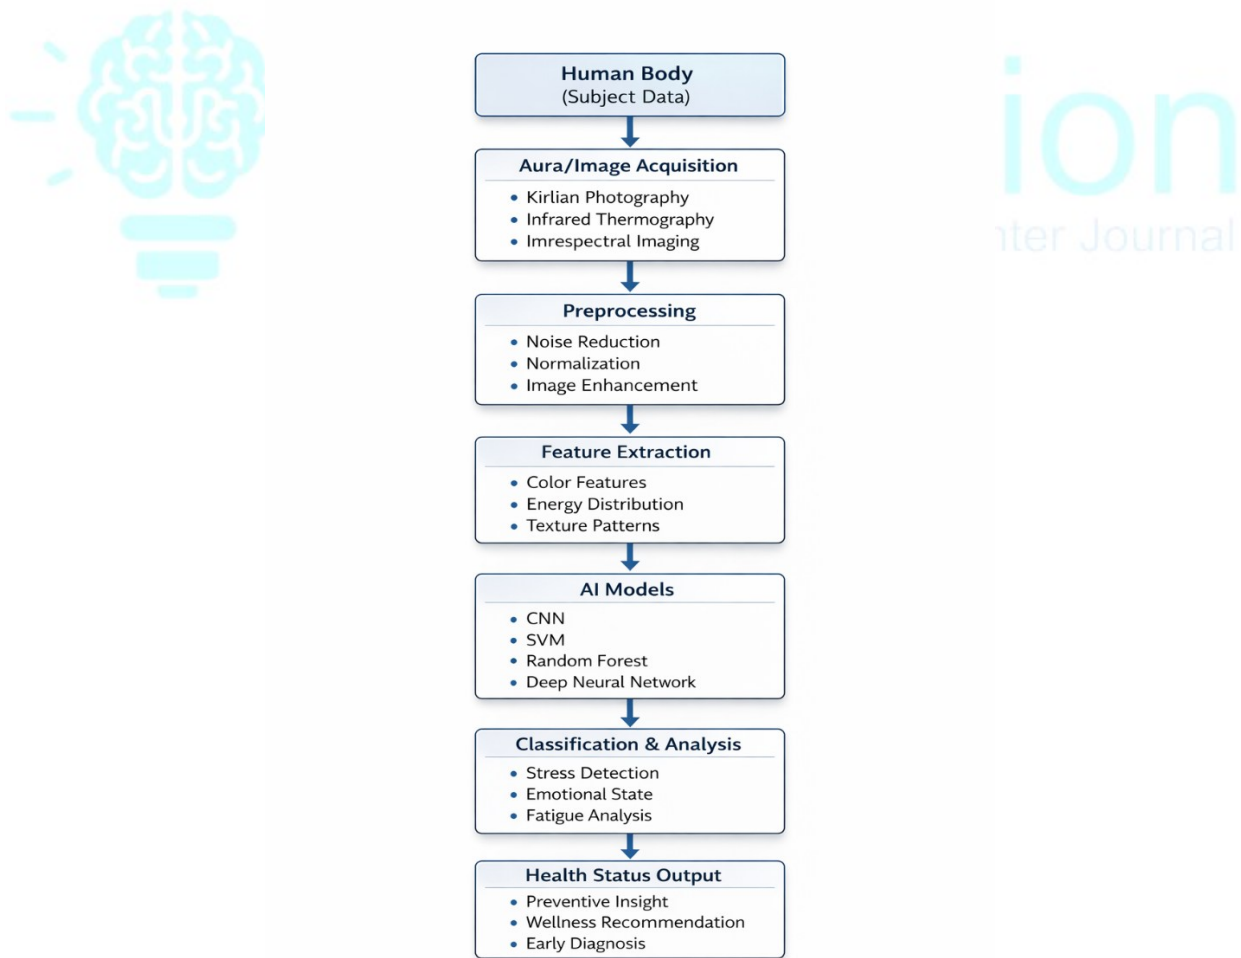 ion
nter Journal
Human Body
(Subject Data)
Aura/Image Acquisition
• Kirlian Photography
• Infrared Thermography
• Imrespectral Imaging
Preprocessing
• Noise Reduction
• Normalization
• Image Enhancement
Feature Extraction
• Color Features
• Energy Distribution
• Texture Patterns
AI Models
• CNN
• SVM
• Random Forest
• Deep Neural Network
Classification & Analysis
• Stress Detection
• Emotional State
• Fatigue Analysis
Health Status Output
• Preventive Insight
• Wellness Recommendation
• Early Diagnosis